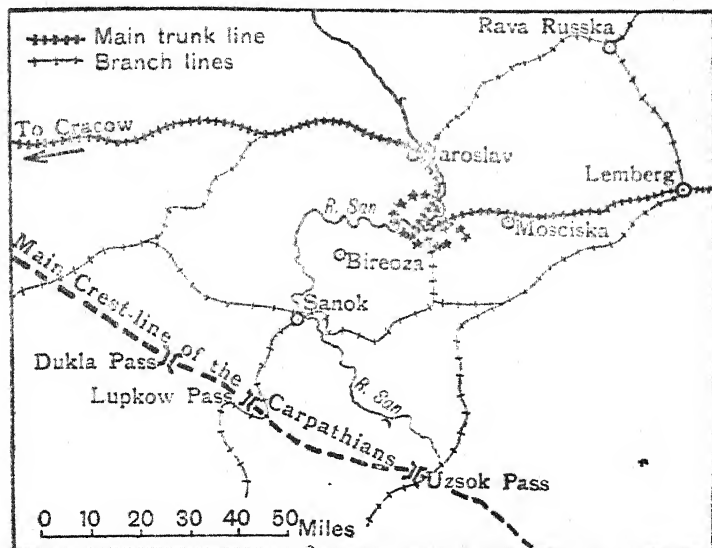 Main trunk line
Branch lines
Rava Russka
To Cracow
Jaroslav
Lemberg
R. San
Mosciska
Bircoza
Sanok
Main Crest-line of the Carpathians
Dukla Pass
Lupkow Pass
R. San
Uzsok Pass
0 10 20 30 40 50 Miles